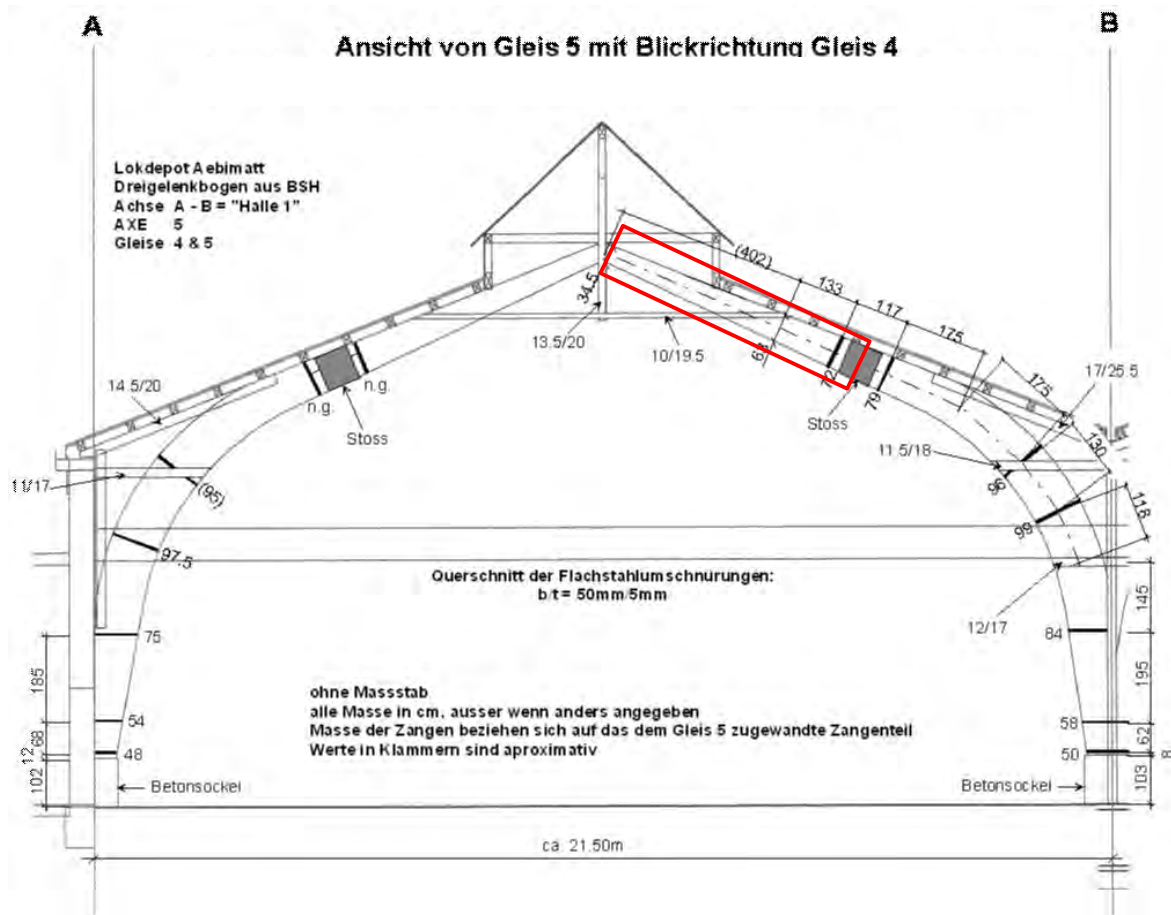 A
B
Ansicht von Gleis 5 mit Blickrichtung Gleis 4
Lokdepot Aebimatt
Dreigelenkbogen aus BSH
Achse A - B = "Halle 1"
AXE 5
Gleise 4 & 5
(402)
133
117
175
175
17/25.5
130
118
34.5
13.5/20
10/19.5
63
72
79
Stoss
14.5/20
n.g.
n.g.
Stoss
11.5/18
96
99
11/17
(95)
97.5
Querschnitt der Flachstahlumschnürungen:
b/t = 50mm/5mm
12/17
145
75
84
185
195
ohne Massstab
alle Masse in cm, ausser wenn anders angegeben
Masse der Zangen beziehen sich auf das dem Gleis 5 zugewandte Zangenteil
Werte in Klammern sind aproximativ
54
58
68
62
12
48
50
8
102
103
Betonsockel
Betonsockel
ca. 21.50m